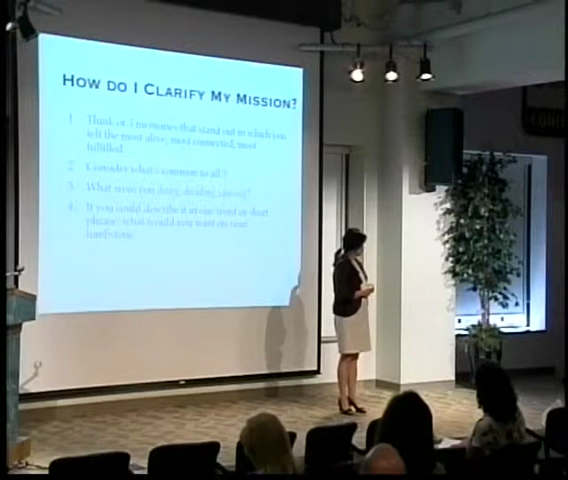 HOW DO I CLARIFY MY MISSION?
1. Think of 3 memories that stand out in which you
felt the most alive, most connected, most
fulfilled.
2. Consider what's common to all 3
3. What were you doing, thinking,
4. If you could describe it in one word or short
phrase, what would you want on your
tombstone